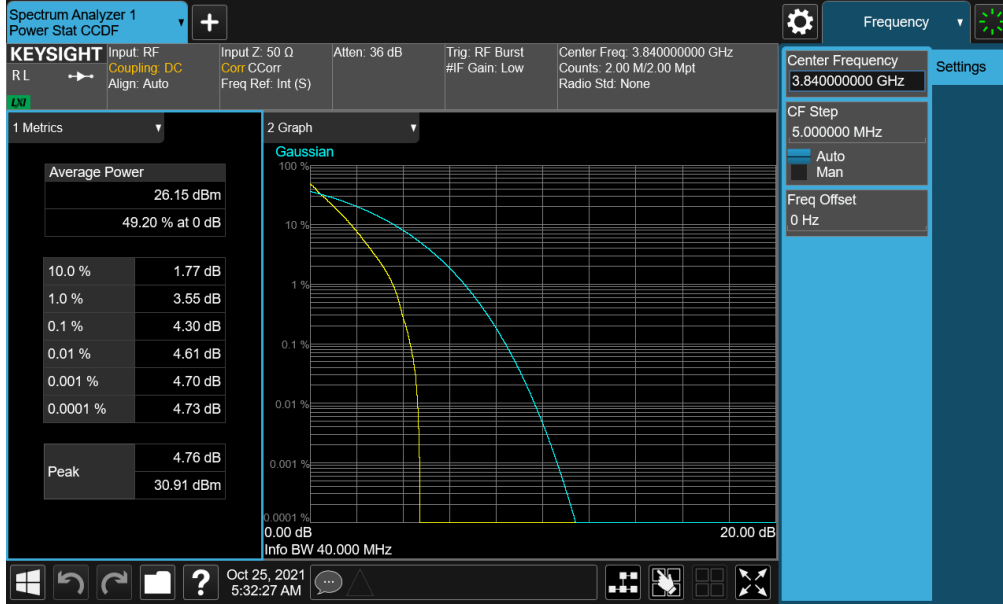 Spectrum Analyzer 1
Power Stat CCDF
Frequency
KEYSIGHT
RL
LXI
Input: RF
Coupling: DC
Align: Auto
Input Z: 50 Ω
Corr CCorr
Freq Ref: Int (S)
Atten: 36 dB
Trig: RF Burst
#IF Gain: Low
Center Freq: 3.840000000 GHz
Counts: 2.00 M/2.00 Mpt
Radio Std: None
Center Frequency
3.840000000 GHz
Settings
CF Step
5.000000 MHz
Auto
Man
Freq Offset
0 Hz
1 Metrics
Average Power
26.15 dBm
49.20 % at 0 dB
10.0 % 1.77 dB
1.0 % 3.55 dB
0.1 % 4.30 dB
0.01 % 4.61 dB
0.001 % 4.70 dB
0.0001 % 4.73 dB
Peak
4.76 dB
30.91 dBm
2 Graph
Gaussian
100 %
10 %
1 %
0.1 %
0.01 %
0.001 %
0.0001 %
0.00 dB 20.00 dB
Info BW 40.000 MHz
?
Oct 25, 2021
5:32:27 AM